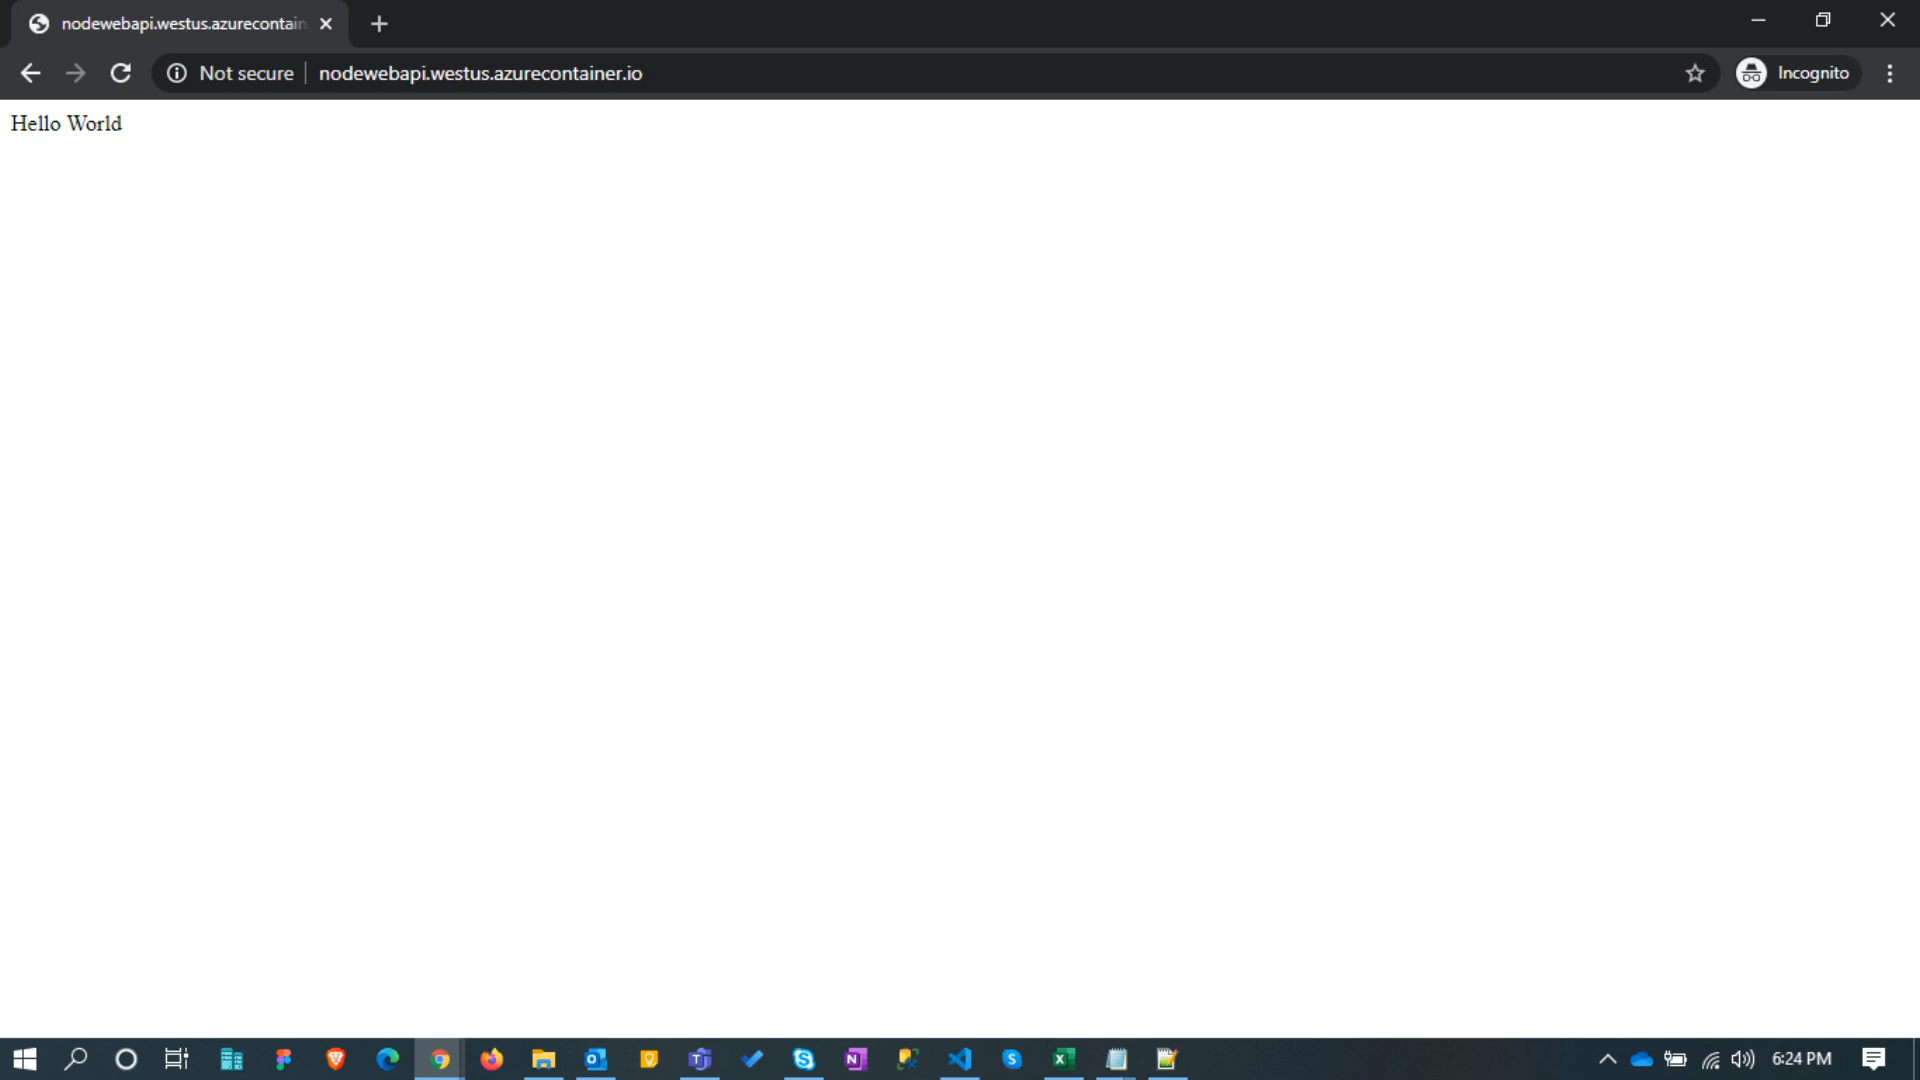 nodewebapi.westus.azurecontain
Not secure
nodewebapi.westus.azurecontainer.io
Incognito
Hello World
6:24 PM